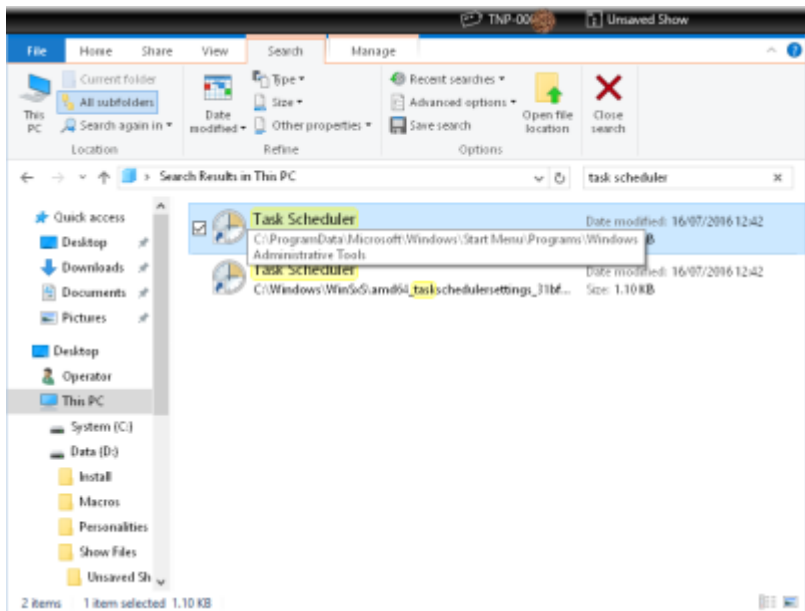 Unsaved Show
File Home Share View Search Manage
This PC
Current folder
All subfolders
Search again in
Location
Date modified
Type
Size
Other properties
Refine
Recent searches
Advanced options
Save search
Options
Open file location
Close search
Search Results in This PC
task scheduler
Quick access
Desktop
Downloads
Documents
Pictures
Desktop
Operator
This PC
System (C:)
Data (D:)
Install
Macros
Personalities
Show Files
Unsaved Sh
Task Scheduler
Date modified: 16/07/2016 12:42
C:\ProgramData\Microsoft\Windows\Start Menu\Programs\Windows
Administrative Tools
Task Scheduler
Date modified: 16/07/2016 12:42
Size: 1.10 KB
2 items 1 item selected 1.10 KB